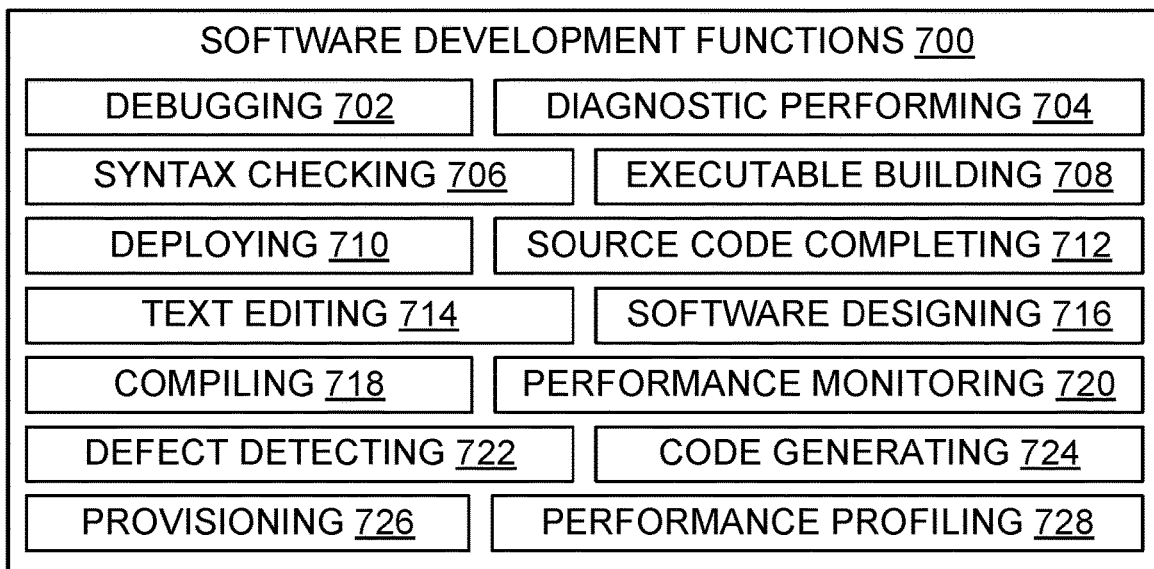 SOFTWARE DEVELOPMENT FUNCTIONS 700
DEBUGGING 702 DIAGNOSTIC PERFORMING 704
SYNTAX CHECKING 706 EXECUTABLE BUILDING 708
DEPLOYING 710 SOURCE CODE COMPLETING 712
TEXT EDITING 714 SOFTWARE DESIGNING 716
COMPILING 718 PERFORMANCE MONITORING 720
DEFECT DETECTING 722 CODE GENERATING 724
PROVISIONING 726 PERFORMANCE PROFILING 728